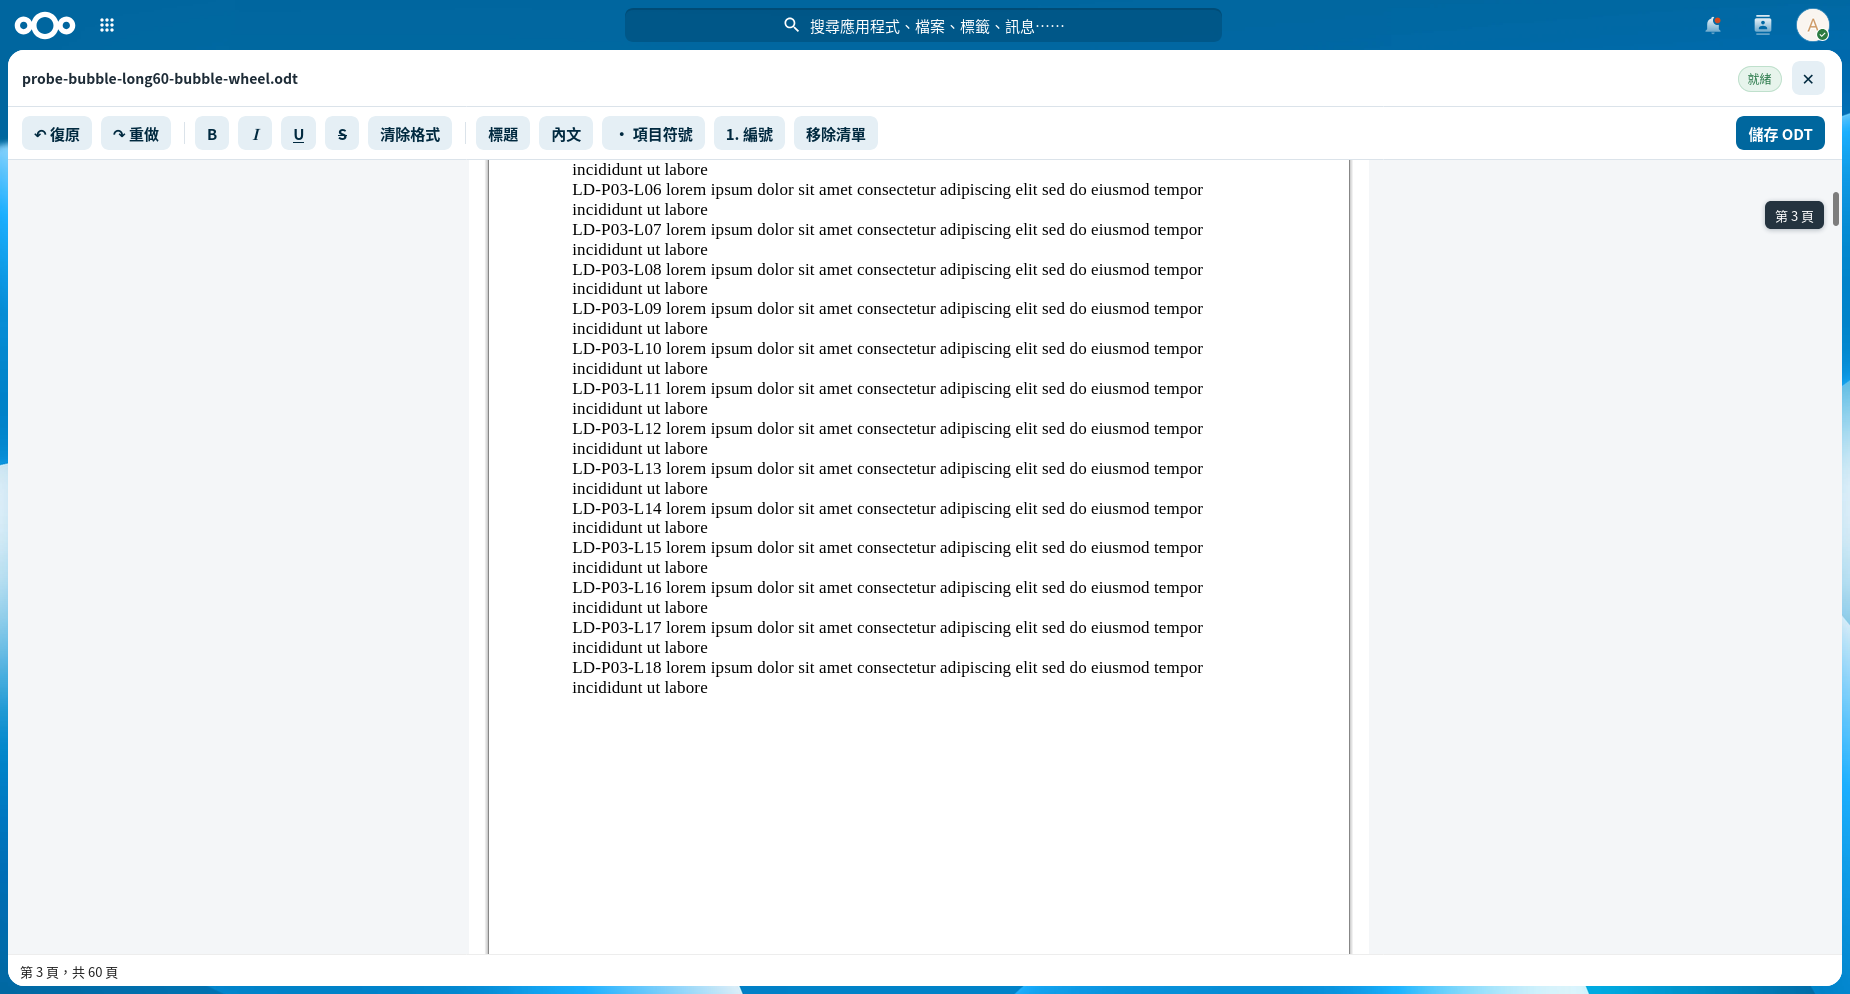 搜尋應用程式、檔案、標籤、訊息……
A
probe-bubble-long60-bubble-wheel.odt
就緒
✕
↶ 復原 ↷ 重做 B I U S 清除格式 標題 內文 • 項目符號 1. 編號 移除清單 儲存 ODT
incididunt ut labore
LD-P03-L06 lorem ipsum dolor sit amet consectetur adipiscing elit sed do eiusmod tempor
incididunt ut labore
LD-P03-L07 lorem ipsum dolor sit amet consectetur adipiscing elit sed do eiusmod tempor
incididunt ut labore
LD-P03-L08 lorem ipsum dolor sit amet consectetur adipiscing elit sed do eiusmod tempor
incididunt ut labore
LD-P03-L09 lorem ipsum dolor sit amet consectetur adipiscing elit sed do eiusmod tempor
incididunt ut labore
LD-P03-L10 lorem ipsum dolor sit amet consectetur adipiscing elit sed do eiusmod tempor
incididunt ut labore
LD-P03-L11 lorem ipsum dolor sit amet consectetur adipiscing elit sed do eiusmod tempor
incididunt ut labore
LD-P03-L12 lorem ipsum dolor sit amet consectetur adipiscing elit sed do eiusmod tempor
incididunt ut labore
LD-P03-L13 lorem ipsum dolor sit amet consectetur adipiscing elit sed do eiusmod tempor
incididunt ut labore
LD-P03-L14 lorem ipsum dolor sit amet consectetur adipiscing elit sed do eiusmod tempor
incididunt ut labore
LD-P03-L15 lorem ipsum dolor sit amet consectetur adipiscing elit sed do eiusmod tempor
incididunt ut labore
LD-P03-L16 lorem ipsum dolor sit amet consectetur adipiscing elit sed do eiusmod tempor
incididunt ut labore
LD-P03-L17 lorem ipsum dolor sit amet consectetur adipiscing elit sed do eiusmod tempor
incididunt ut labore
LD-P03-L18 lorem ipsum dolor sit amet consectetur adipiscing elit sed do eiusmod tempor
incididunt ut labore
第 3 頁
第 3 頁，共 60 頁